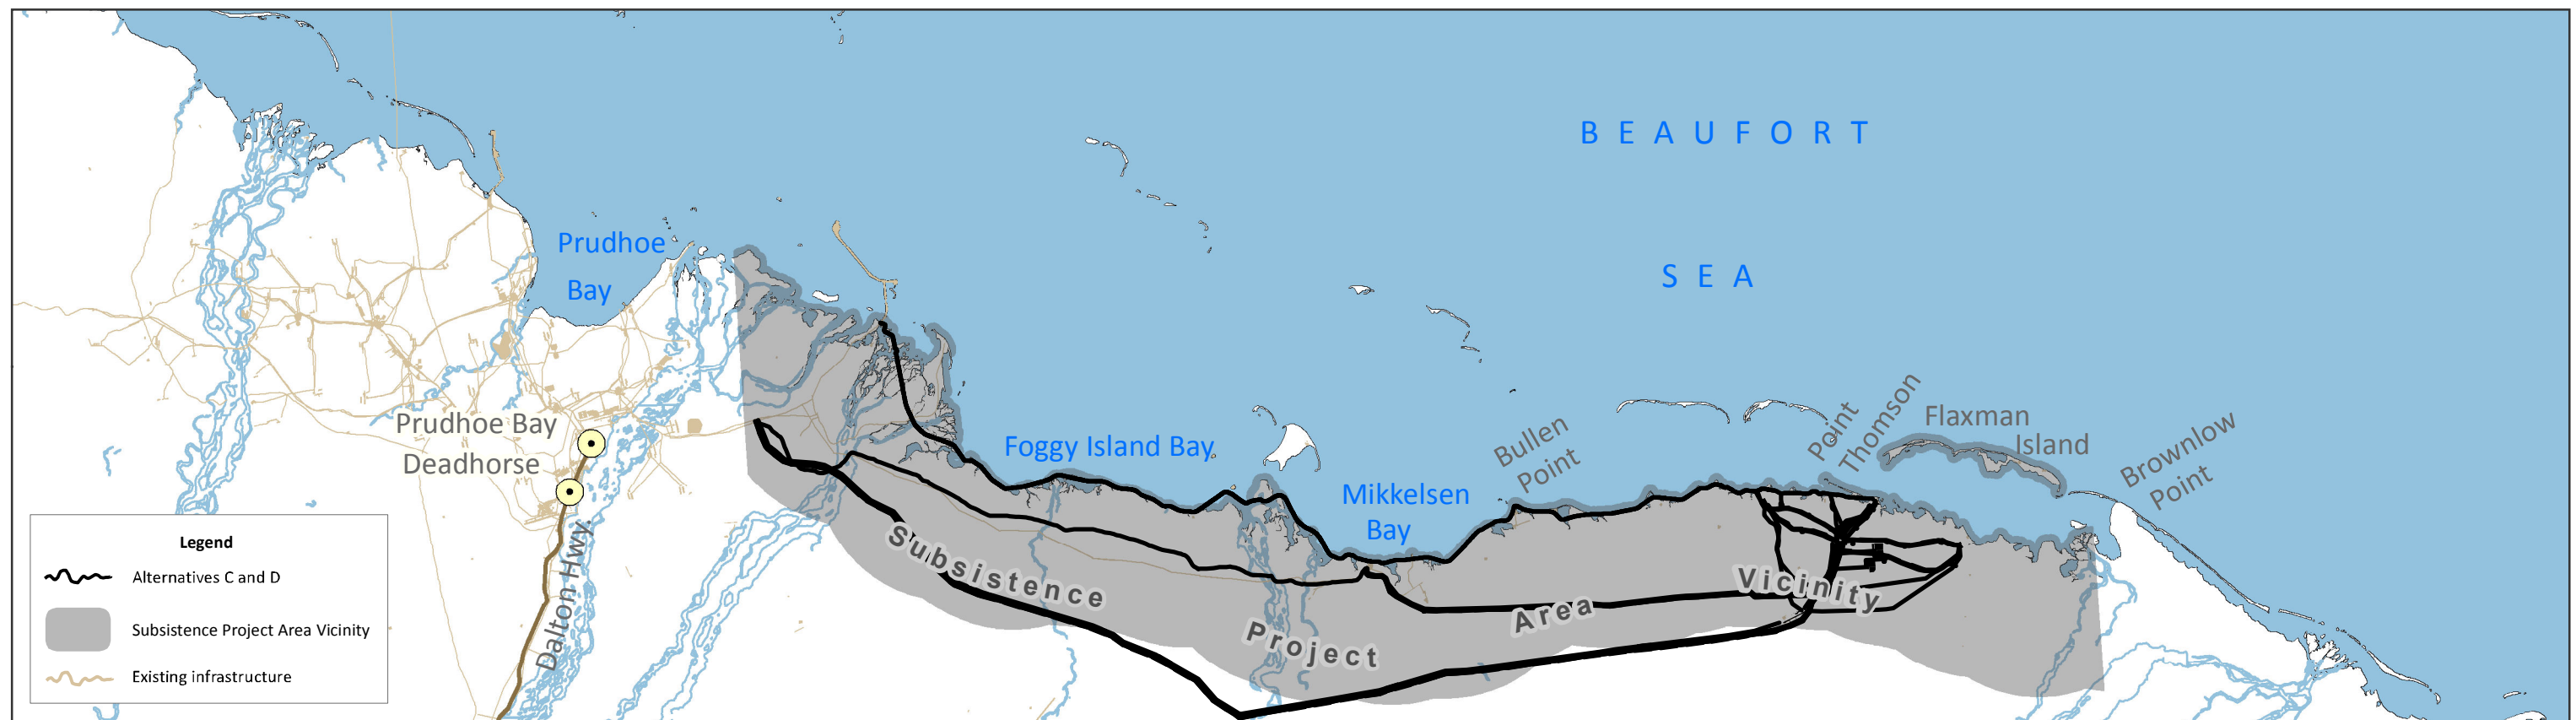 BEAUFORT
SEA
Prudhoe
Bay
Prudhoe Bay
Deadhorse
Dalton Hwy.
Foggy Island Bay
Mikkelsen
Bay
Bullen
Point
Point
Thomson
Flaxman
Island
Brownlow
Point
Subsistence
Project
Area
Vicinity
Legend
Alternatives C and D
Subsistence Project Area Vicinity
Existing infrastructure